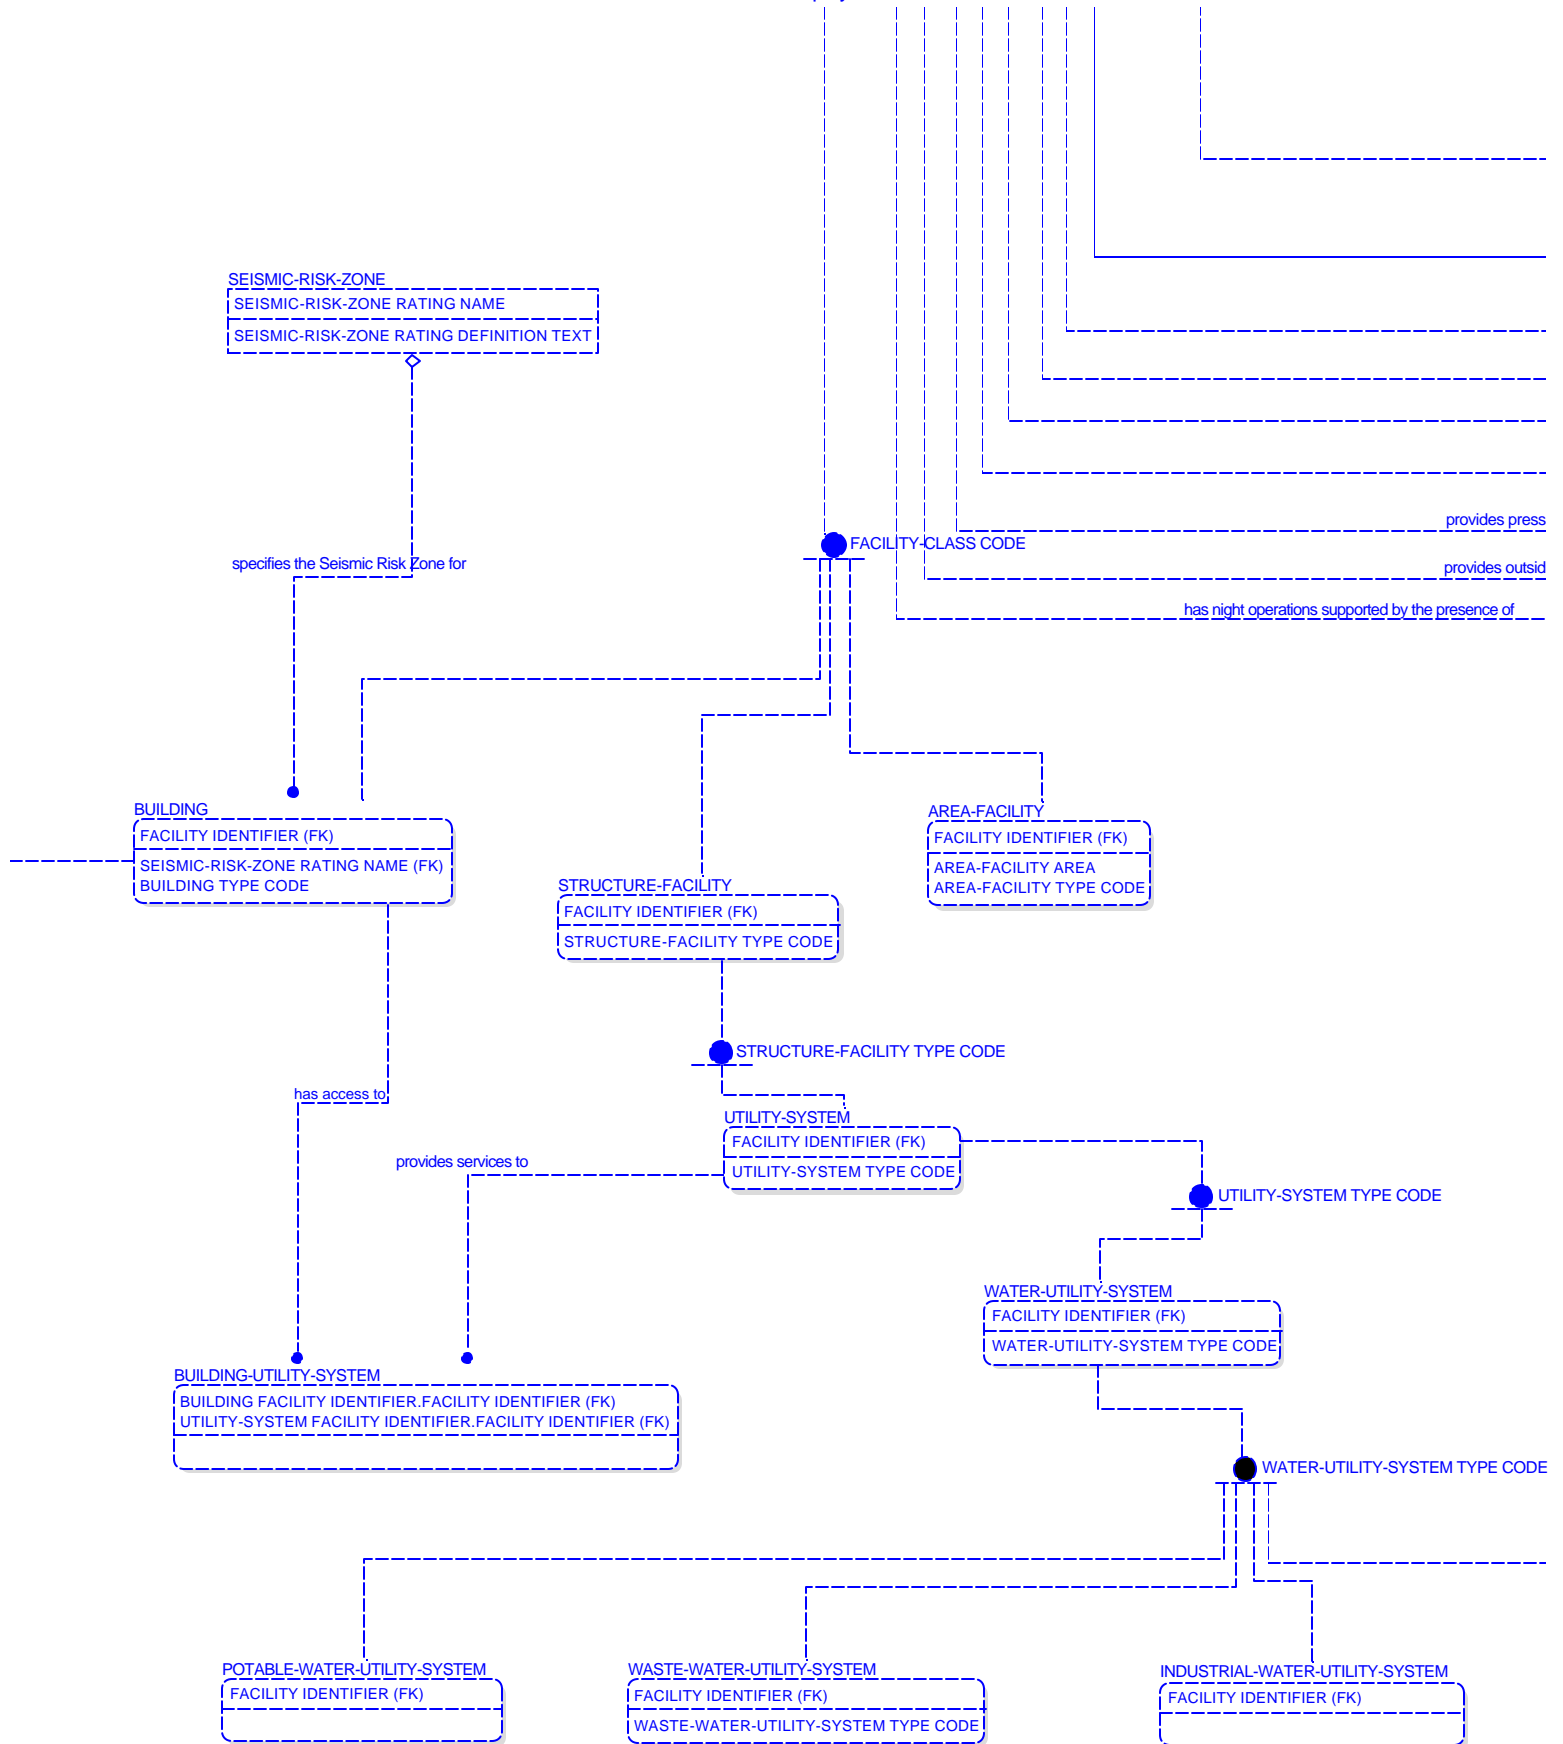 SEISMIC-RISK-ZONE
SEISMIC-RISK-ZONE RATING NAME
SEISMIC-RISK-ZONE RATING DEFINITION TEXT
provides press
FACILITY-CLASS CODE
specifies the Seismic Risk Zone for
provides outsid
has night operations supported by the presence of
BUILDING
FACILITY IDENTIFIER (FK)
SEISMIC-RISK-ZONE RATING NAME (FK)
BUILDING TYPE CODE
AREA-FACILITY
FACILITY IDENTIFIER (FK)
AREA-FACILITY AREA
AREA-FACILITY TYPE CODE
STRUCTURE-FACILITY
FACILITY IDENTIFIER (FK)
STRUCTURE-FACILITY TYPE CODE
STRUCTURE-FACILITY TYPE CODE
has access to
UTILITY-SYSTEM
FACILITY IDENTIFIER (FK)
UTILITY-SYSTEM TYPE CODE
provides services to
UTILITY-SYSTEM TYPE CODE
WATER-UTILITY-SYSTEM
FACILITY IDENTIFIER (FK)
WATER-UTILITY-SYSTEM TYPE CODE
BUILDING-UTILITY-SYSTEM
BUILDING FACILITY IDENTIFIER.FACILITY IDENTIFIER (FK)
UTILITY-SYSTEM FACILITY IDENTIFIER.FACILITY IDENTIFIER (FK)
WATER-UTILITY-SYSTEM TYPE CODE
POTABLE-WATER-UTILITY-SYSTEM
FACILITY IDENTIFIER (FK)
WASTE-WATER-UTILITY-SYSTEM
FACILITY IDENTIFIER (FK)
WASTE-WATER-UTILITY-SYSTEM TYPE CODE
INDUSTRIAL-WATER-UTILITY-SYSTEM
FACILITY IDENTIFIER (FK)